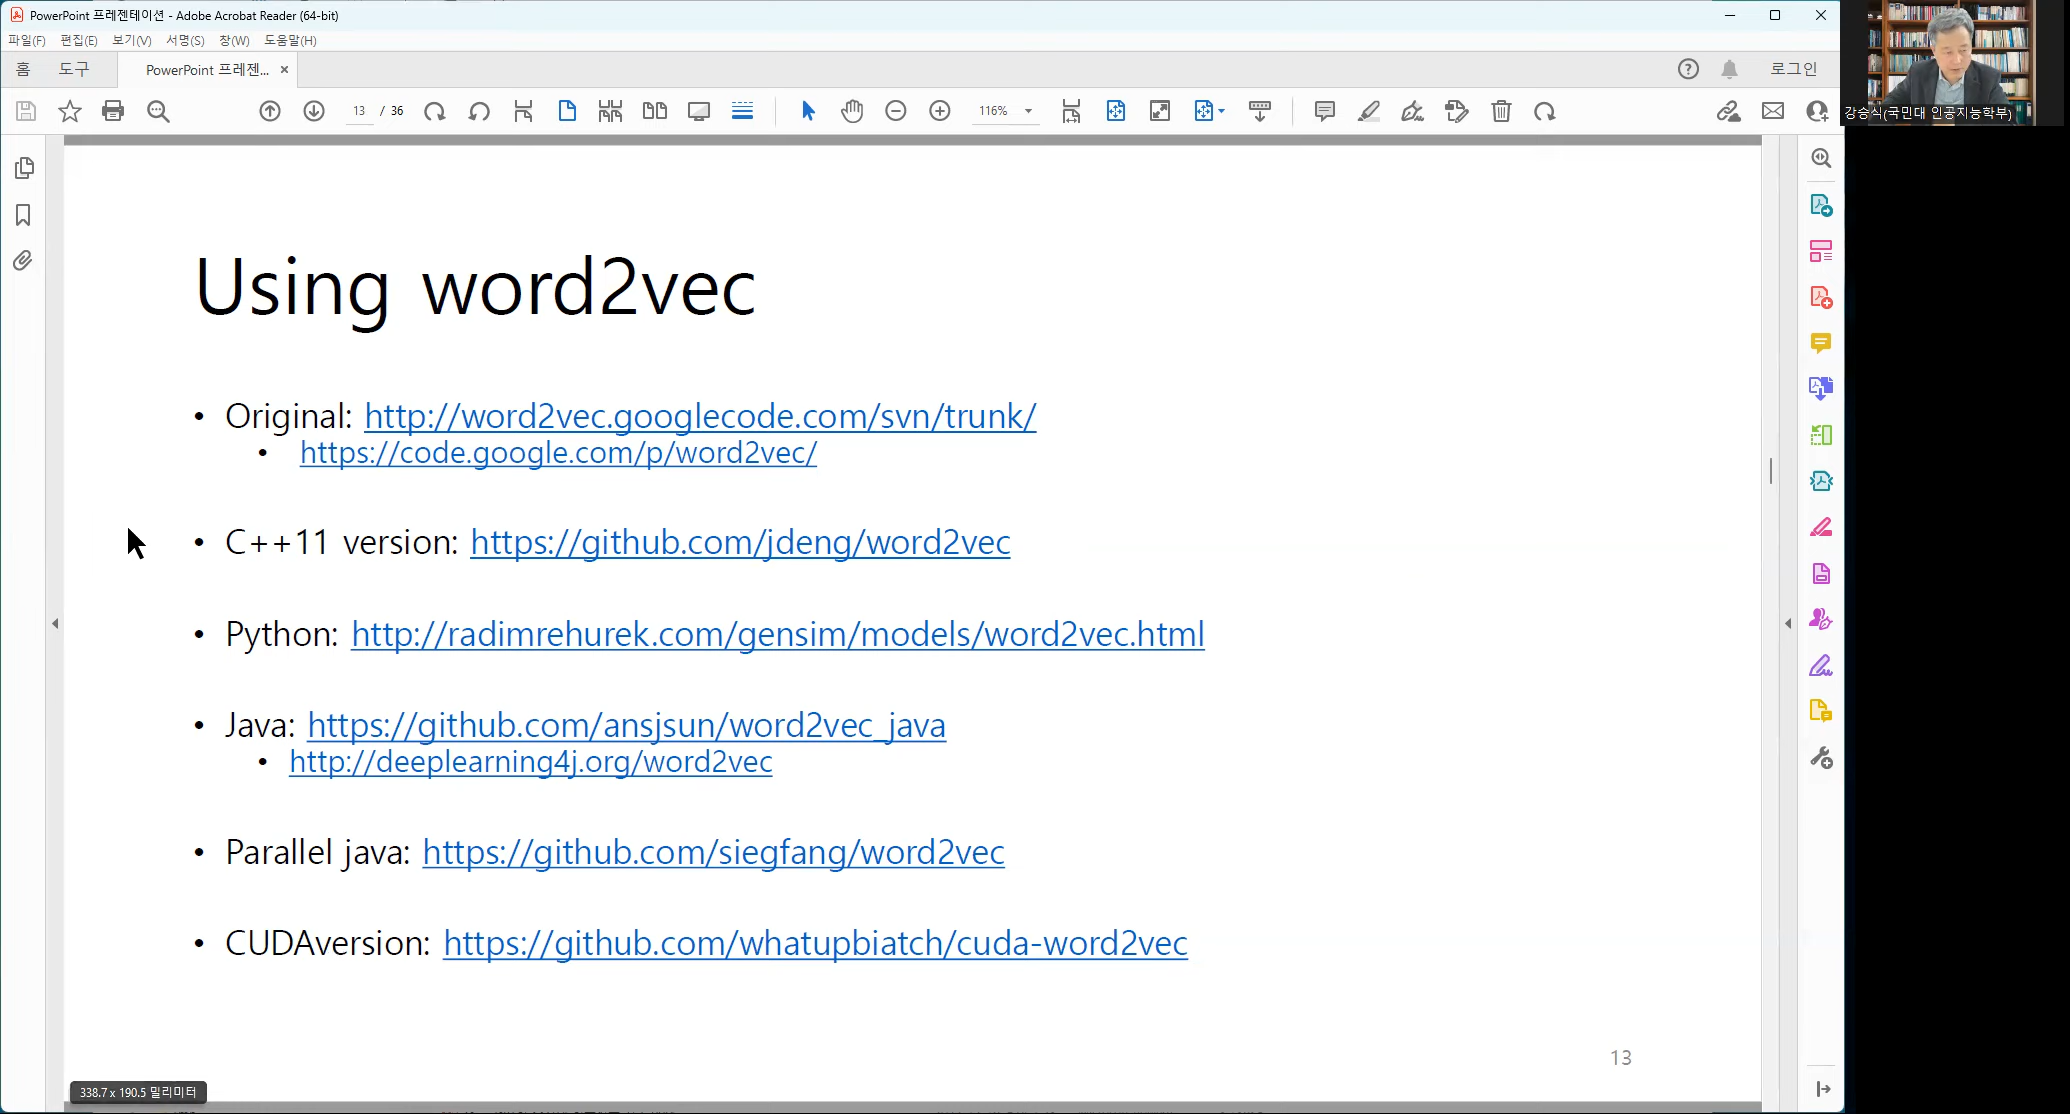 PowerPoint 프레젠테이션 - Adobe Acrobat Reader (64-bit)
파일(F) 편집(E) 보기(V) 서명(S) 창(W) 도움말(H)
홈 도구 PowerPoint 프레젠... × 로그인
13 / 36 116%
강승식(국민대 인공지능학부)
Using word2vec
• Original: http://word2vec.googlecode.com/svn/trunk/
• https://code.google.com/p/word2vec/
• C++11 version: https://github.com/jdeng/word2vec
• Python: http://radimrehurek.com/gensim/models/word2vec.html
• Java: https://github.com/ansjsun/word2vec_java
• http://deeplearning4j.org/word2vec
• Parallel java: https://github.com/siegfang/word2vec
• CUDAversion: https://github.com/whatupbiatch/cuda-word2vec
13
338.7 x 190.5 밀리미터